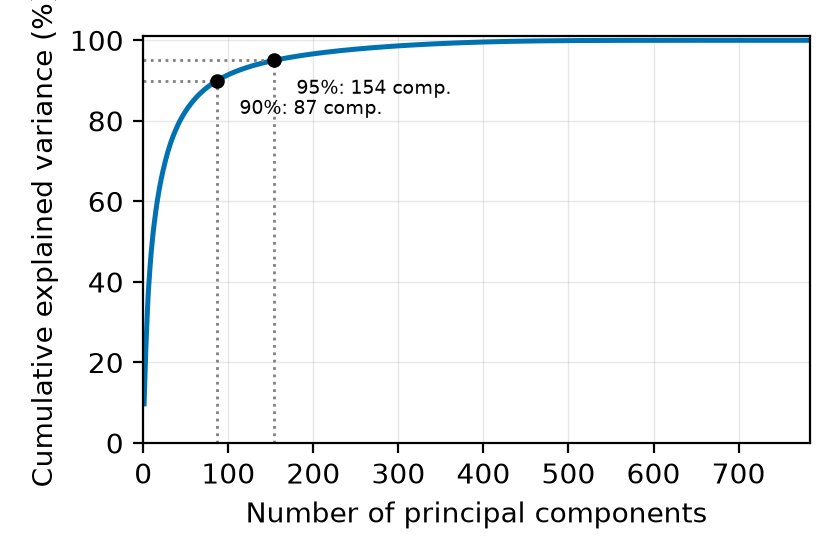 Cumulative explained variance (%)
100
80
60
40
20
0
95%: 154 comp.
90%: 87 comp.
0 100 200 300 400 500 600 700
Number of principal components